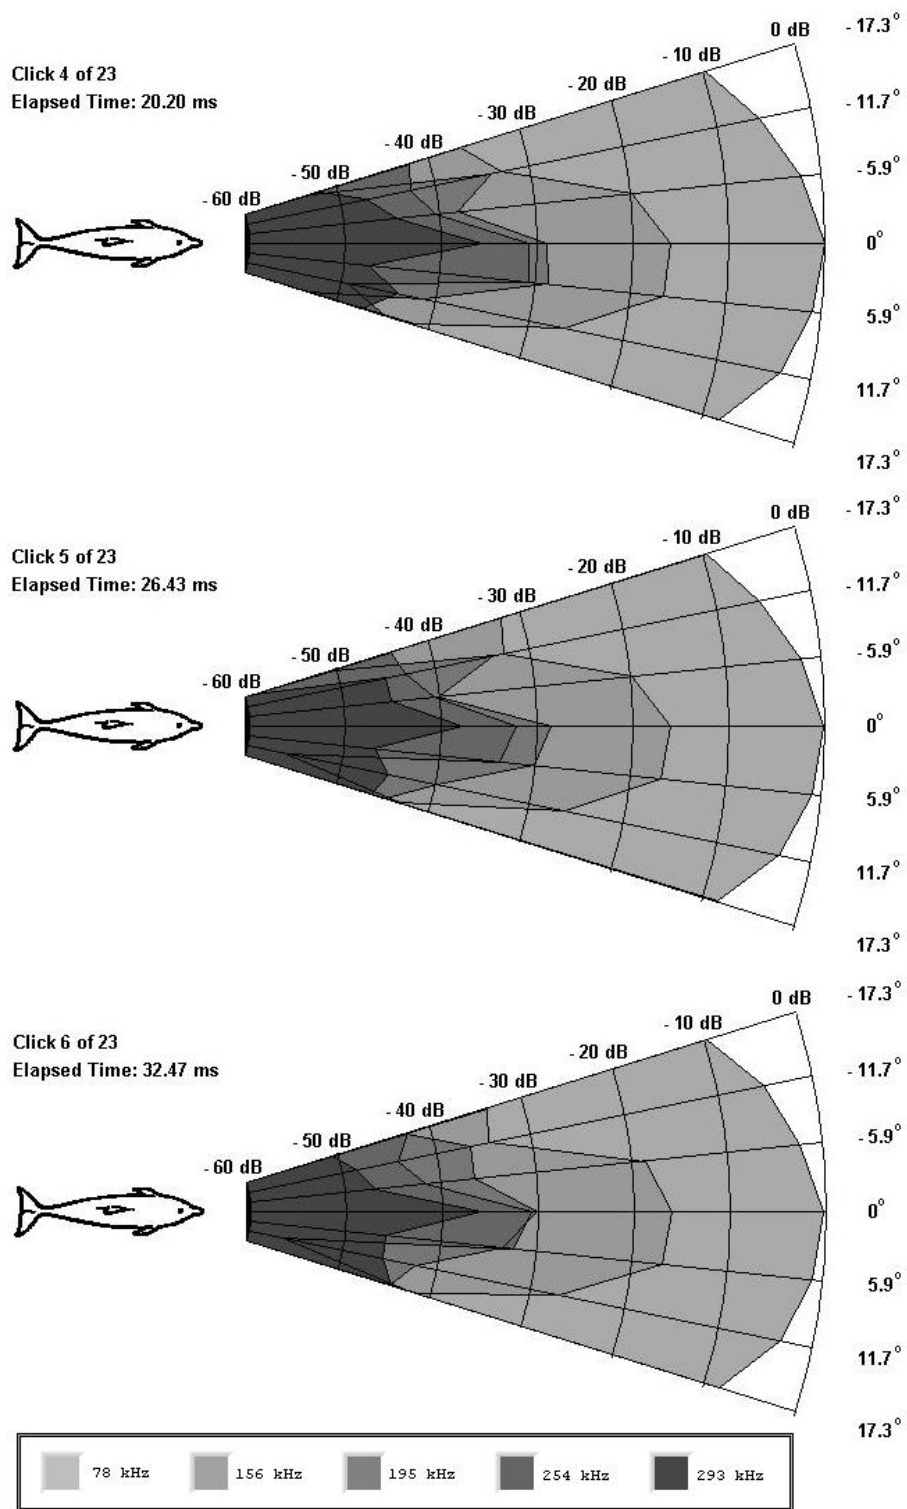 Click 4 of 23
Elapsed Time: 20.20 ms
- 60 dB
- 50 dB
- 40 dB
- 30 dB
- 20 dB
- 10 dB
0 dB
- 17.3°
- 11.7°
- 5.9°
0°
5.9°
11.7°
17.3°
Click 5 of 23
Elapsed Time: 26.43 ms
- 60 dB
- 50 dB
- 40 dB
- 30 dB
- 20 dB
- 10 dB
0 dB
- 17.3°
- 11.7°
- 5.9°
0°
5.9°
11.7°
17.3°
Click 6 of 23
Elapsed Time: 32.47 ms
- 60 dB
- 50 dB
- 40 dB
- 30 dB
- 20 dB
- 10 dB
0 dB
- 17.3°
- 11.7°
- 5.9°
0°
5.9°
11.7°
17.3°
78 kHz 156 kHz 195 kHz 254 kHz 293 kHz